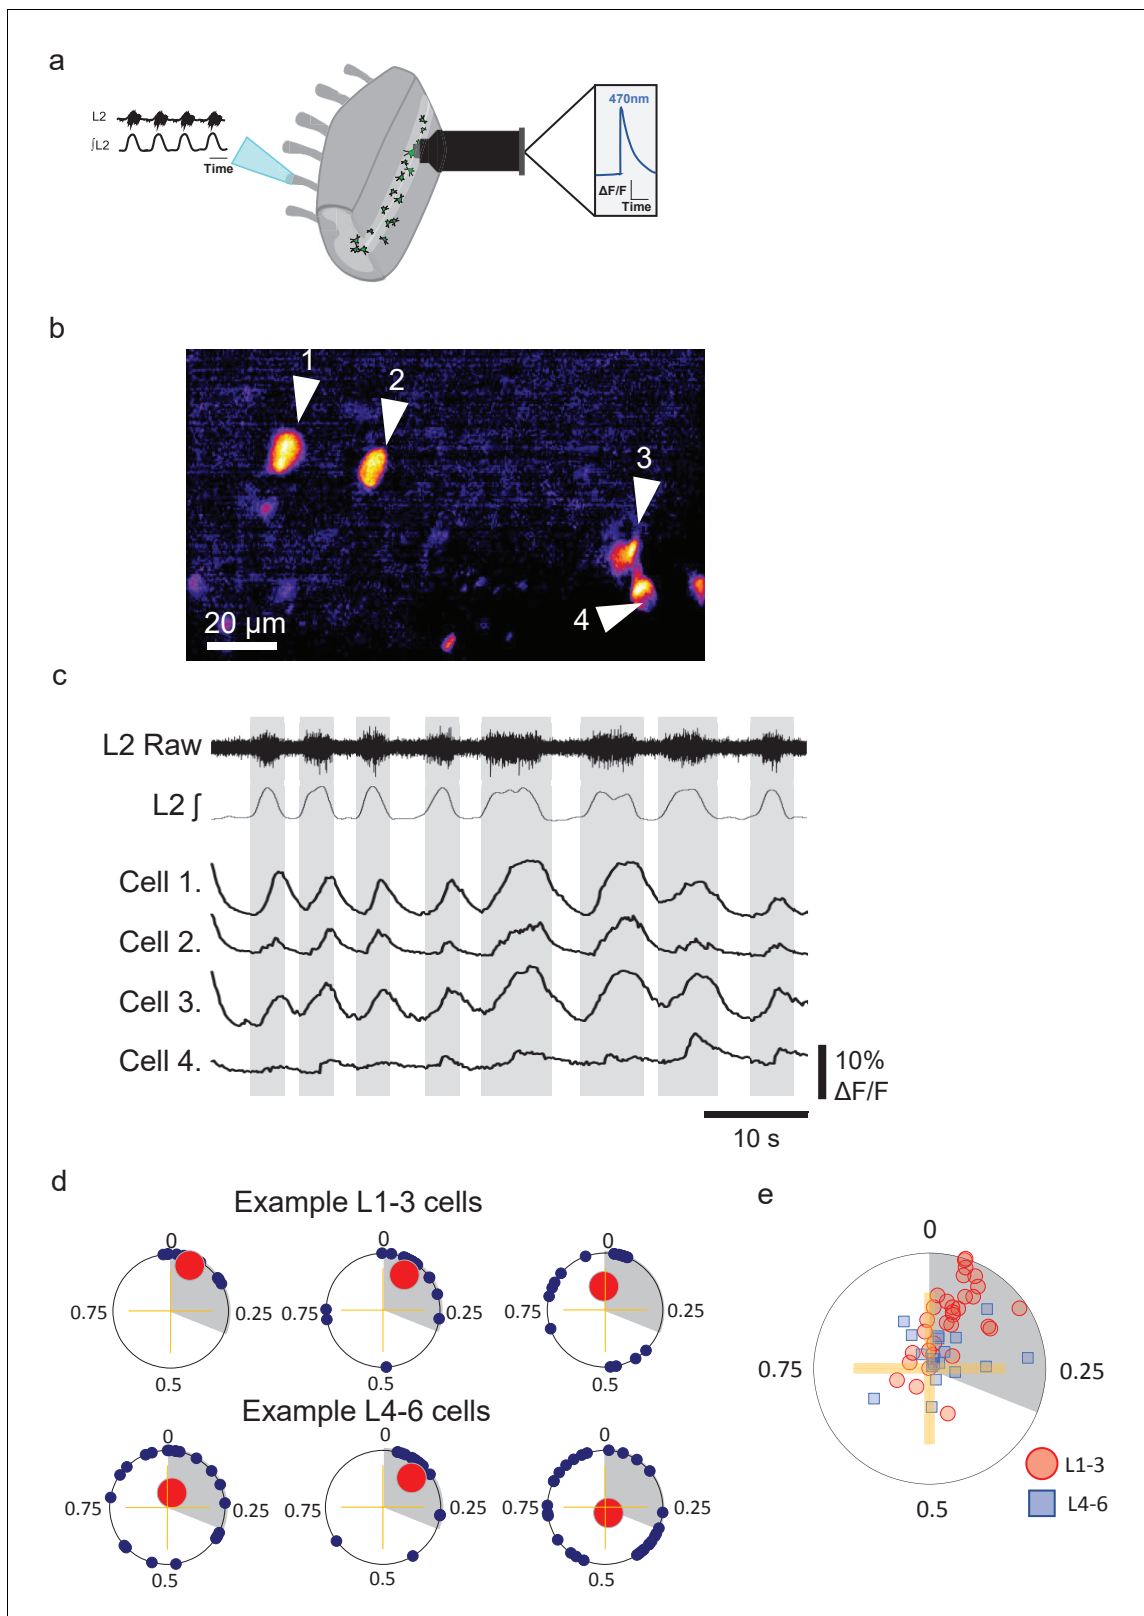 a
L2
∫L2
Time
470nm
ΔF/F
Time
b
1
2
3
4
20 µm
c
L2 Raw
L2 ∫
Cell 1.
Cell 2.
Cell 3.
Cell 4.
10%
ΔF/F
10 s
d
Example L1-3 cells
0
0.75
0.25
0.5
0
0.75
0.25
0.5
0
0.75
0.25
0.5
Example L4-6 cells
0
0.75
0.25
0.5
0
0.75
0.25
0.5
0
0.75
0.25
0.5
e
0
0.75
0.25
0.5
L1-3
L4-6